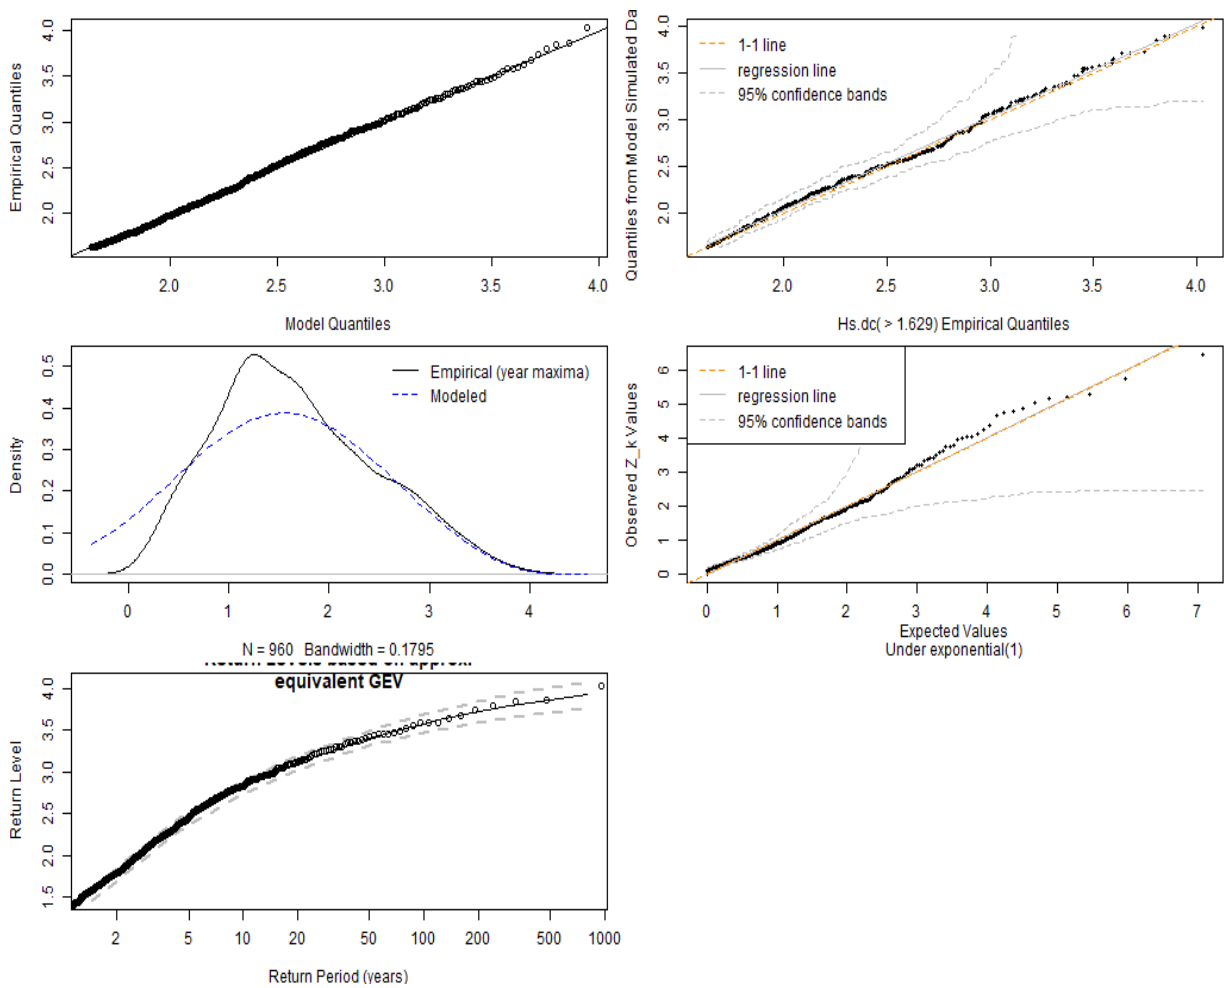 Empirical Quantiles
4.0
3.5
3.0
2.5
2.0
2.0 2.5 3.0 3.5 4.0
Model Quantiles
Quantiles from Model Simulated Da
4.0
3.5
3.0
2.5
2.0
1-1 line
regression line
95% confidence bands
2.0 2.5 3.0 3.5 4.0
Hs.dc( > 1.629) Empirical Quantiles
Density
0.5
0.4
0.3
0.2
0.1
0.0
Empirical (year maxima)
Modeled
0 1 2 3 4
N = 960 Bandwidth = 0.1795
Observed Z_k Values
6
5
4
3
2
1
0
1-1 line
regression line
95% confidence bands
0 1 2 3 4 5 6 7
Expected Values
Under exponential(1)
Return Levels based on approx.
equivalent GEV
Return Level
4.0
3.5
3.0
2.5
2.0
1.5
2 5 10 20 50 100 200 500 1000
Return Period (years)